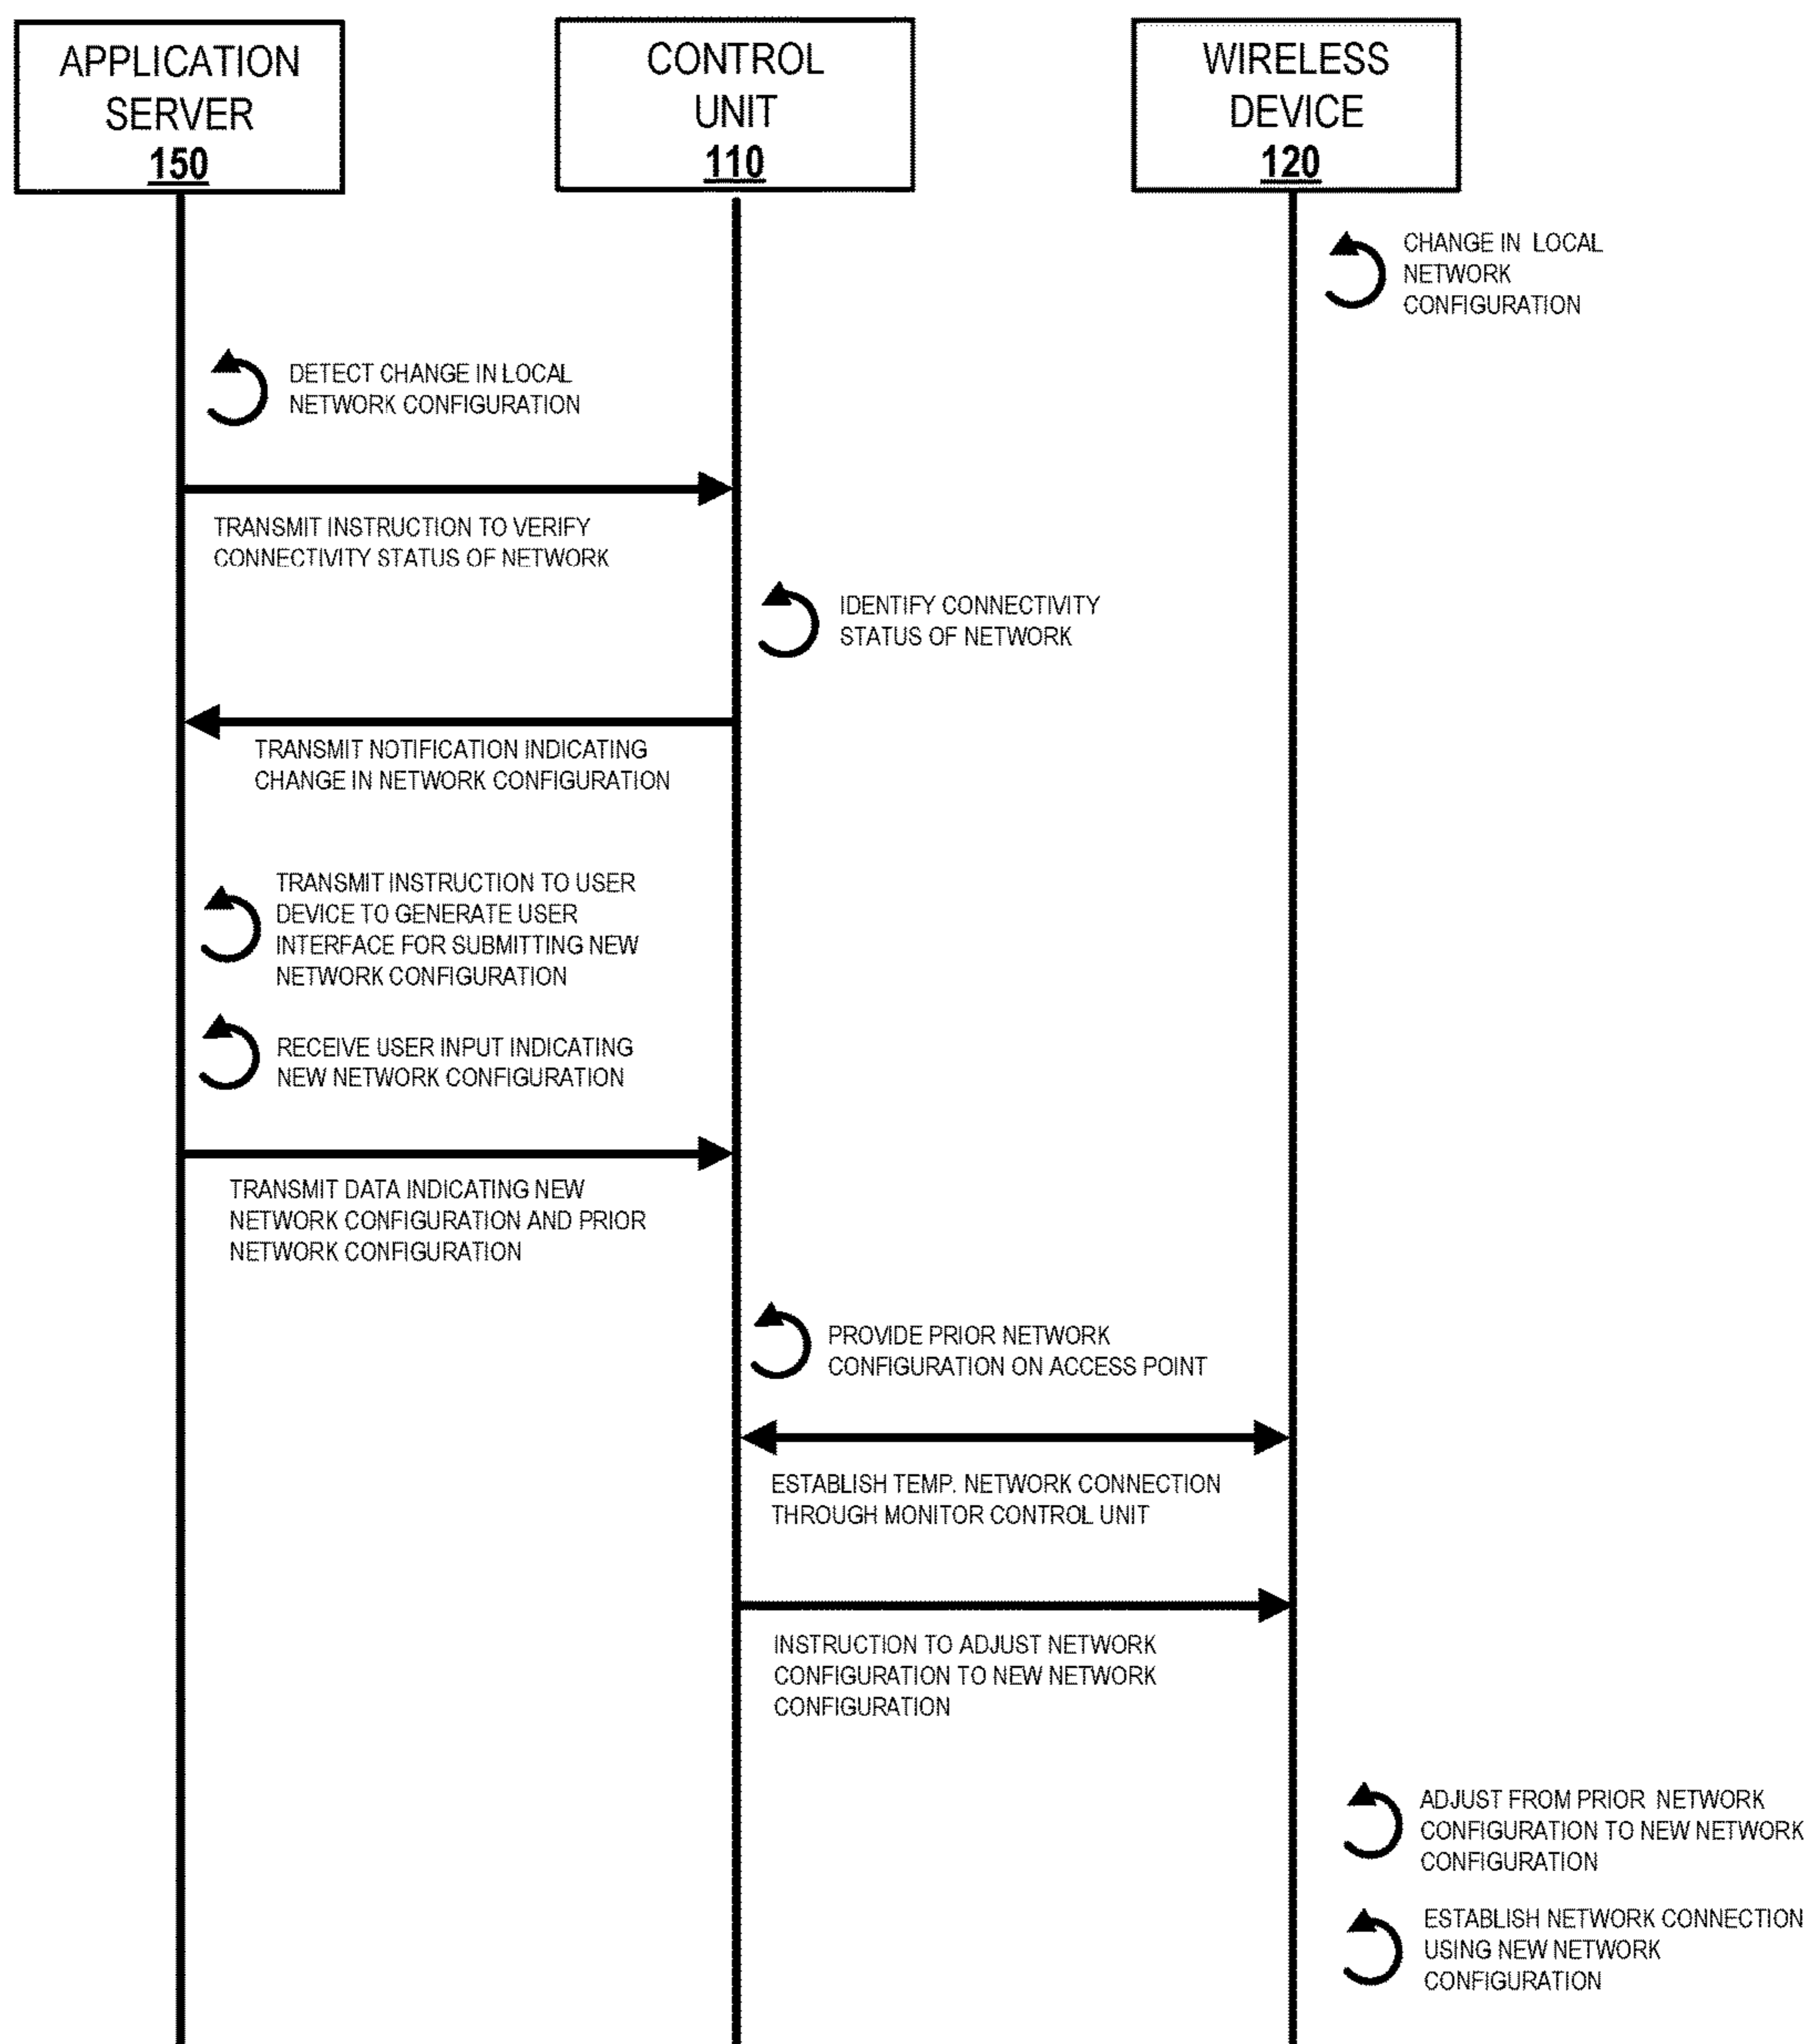 APPLICATION
SERVER
150
CONTROL
UNIT
110
WIRELESS
DEVICE
120
CHANGE IN LOCAL
NETWORK
CONFIGURATION
DETECT CHANGE IN LOCAL
NETWORK CONFIGURATION
TRANSMIT INSTRUCTION TO VERIFY
CONNECTIVITY STATUS OF NETWORK
IDENTIFY CONNECTIVITY
STATUS OF NETWORK
TRANSMIT NOTIFICATION INDICATING
CHANGE IN NETWORK CONFIGURATION
TRANSMIT INSTRUCTION TO USER
DEVICE TO GENERATE USER
INTERFACE FOR SUBMITTING NEW
NETWORK CONFIGURATION
RECEIVE USER INPUT INDICATING
NEW NETWORK CONFIGURATION
TRANSMIT DATA INDICATING NEW
NETWORK CONFIGURATION AND PRIOR
NETWORK CONFIGURATION
PROVIDE PRIOR NETWORK
CONFIGURATION ON ACCESS POINT
ESTABLISH TEMP. NETWORK CONNECTION
THROUGH MONITOR CONTROL UNIT
INSTRUCTION TO ADJUST NETWORK
CONFIGURATION TO NEW NETWORK
CONFIGURATION
ADJUST FROM PRIOR NETWORK
CONFIGURATION TO NEW NETWORK
CONFIGURATION
ESTABLISH NETWORK CONNECTION
USING NEW NETWORK
CONFIGURATION